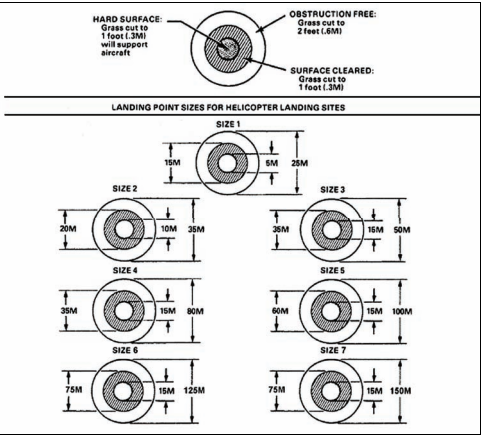 HARD SURFACE:
Grass cut to
1 foot (.3M)
will support
aircraft
OBSTRUCTION FREE:
Grass cut to
2 feet (.6M)
SURFACE CLEARED:
Grass cut to
1 foot (.3M)
LANDING POINT SIZES FOR HELICOPTER LANDING SITES
SIZE 1
15M 5M 25M
SIZE 2
20M 10M 35M
SIZE 3
35M 15M 50M
SIZE 4
35M 15M 80M
SIZE 5
60M 15M 100M
SIZE 6
75M 15M 125M
SIZE 7
75M 15M 150M